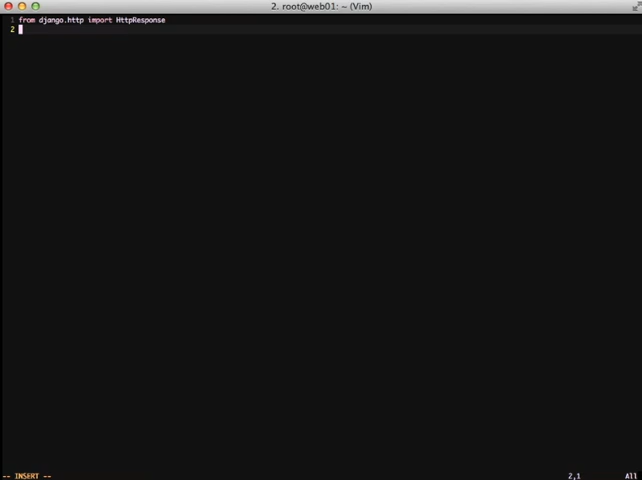 2. root@web01: ~ (Vim)
1 from django.http import HttpResponse
2
-- INSERT -- 2,1 All